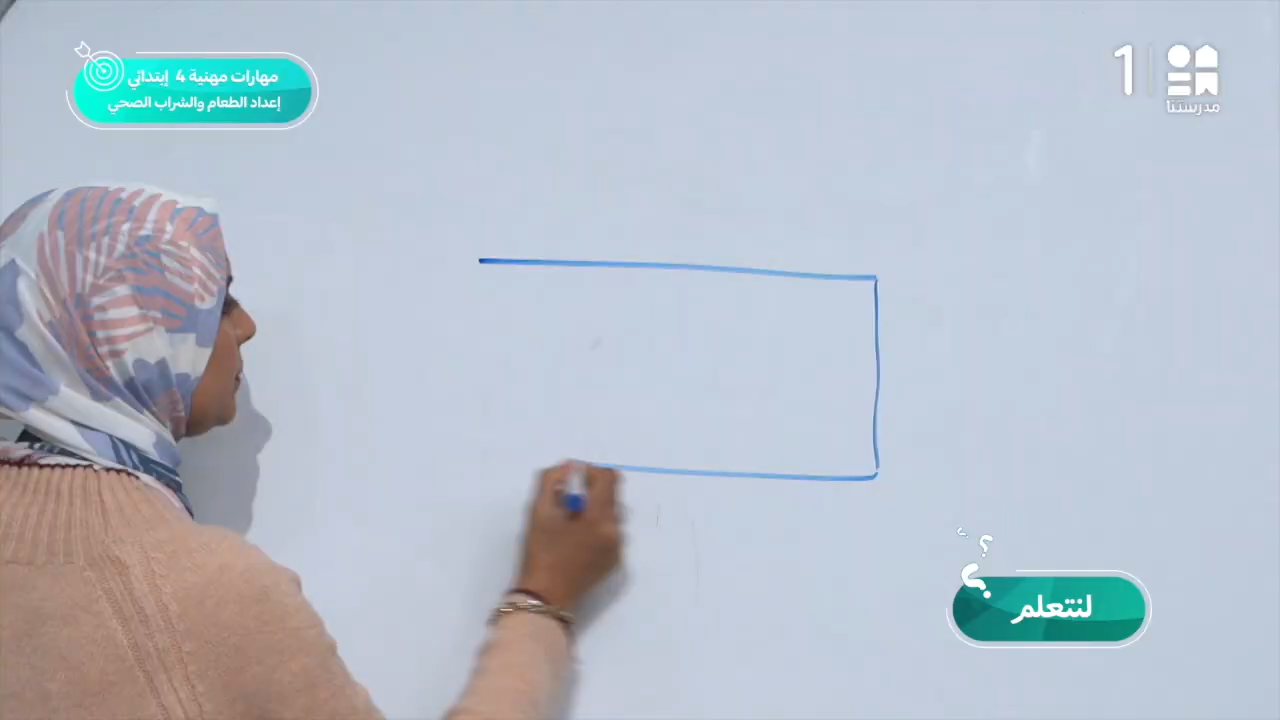 مهارات مهنية 4 إبتدائي
إعداد الطعام والشراب الصحي
1
مدرستنا
لنتعلم
؟
؟
؟